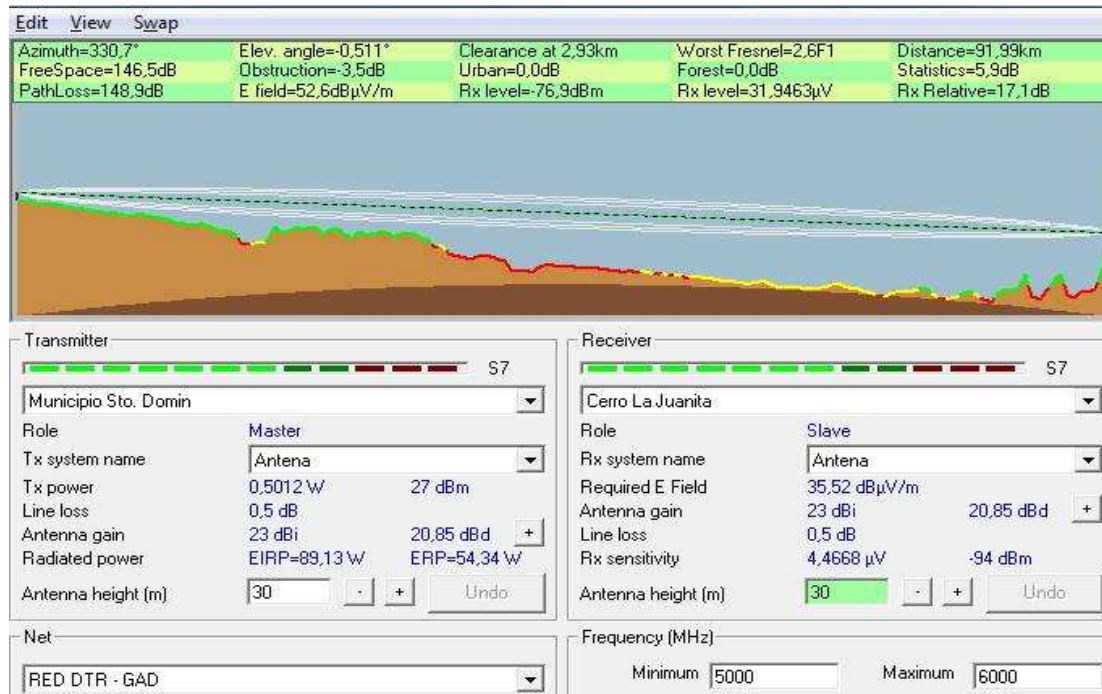 Edit View Swap
Azimuth=330,7° Elev. angle=-0,511° Clearance at 2,93km Worst Fresnel=2,6F1 Distance=91,99km
FreeSpace=146,5dB Obstruction=-3,5dB Urban=0,0dB Forest=0,0dB Statistics=5,9dB
PathLoss=148,9dB E field=52,6dBµV/m Rx level=-76,9dBm Rx level=31,9463µV Rx Relative=17,1dB
Transmitter
S7
Municipio Sto. Domin
Role Master
Tx system name Antena
Tx power 0,5012 W 27 dBm
Line loss 0,5 dB
Antenna gain 23 dBi 20,85 dBd +
Radiated power EIRP=89,13 W ERP=54,34 W
Antenna height (m) 30 - + Undo
Net
RED DTR - GAD
Receiver
S7
Cerro La Juanita
Role Slave
Rx system name Antena
Required E Field 35,52 dBµV/m
Antenna gain 23 dBi 20,85 dBd +
Line loss 0,5 dB
Rx sensitivity 4,4668 µV -94 dBm
Antenna height (m) 30 - + Undo
Frequency (MHz)
Minimum 5000 Maximum 6000